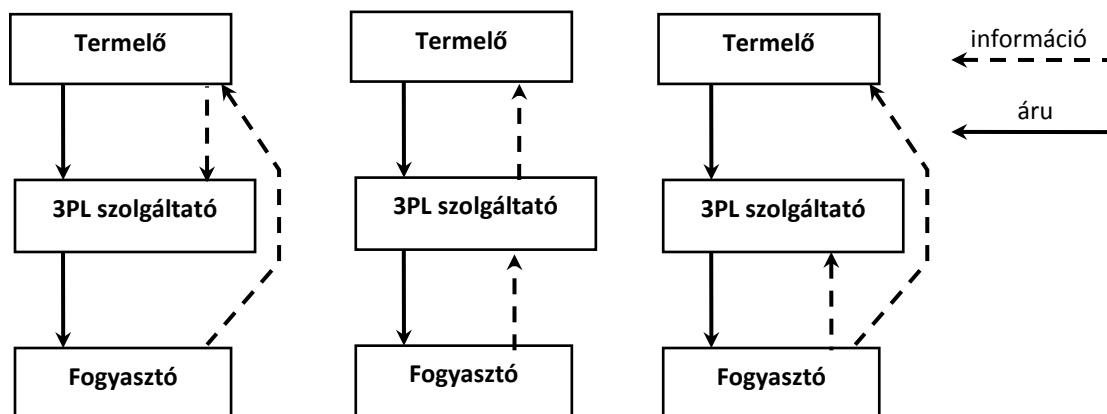 Termelő
Termelő
Termelő
információ
áru
3PL szolgáltató
3PL szolgáltató
3PL szolgáltató
Fogyasztó
Fogyasztó
Fogyasztó